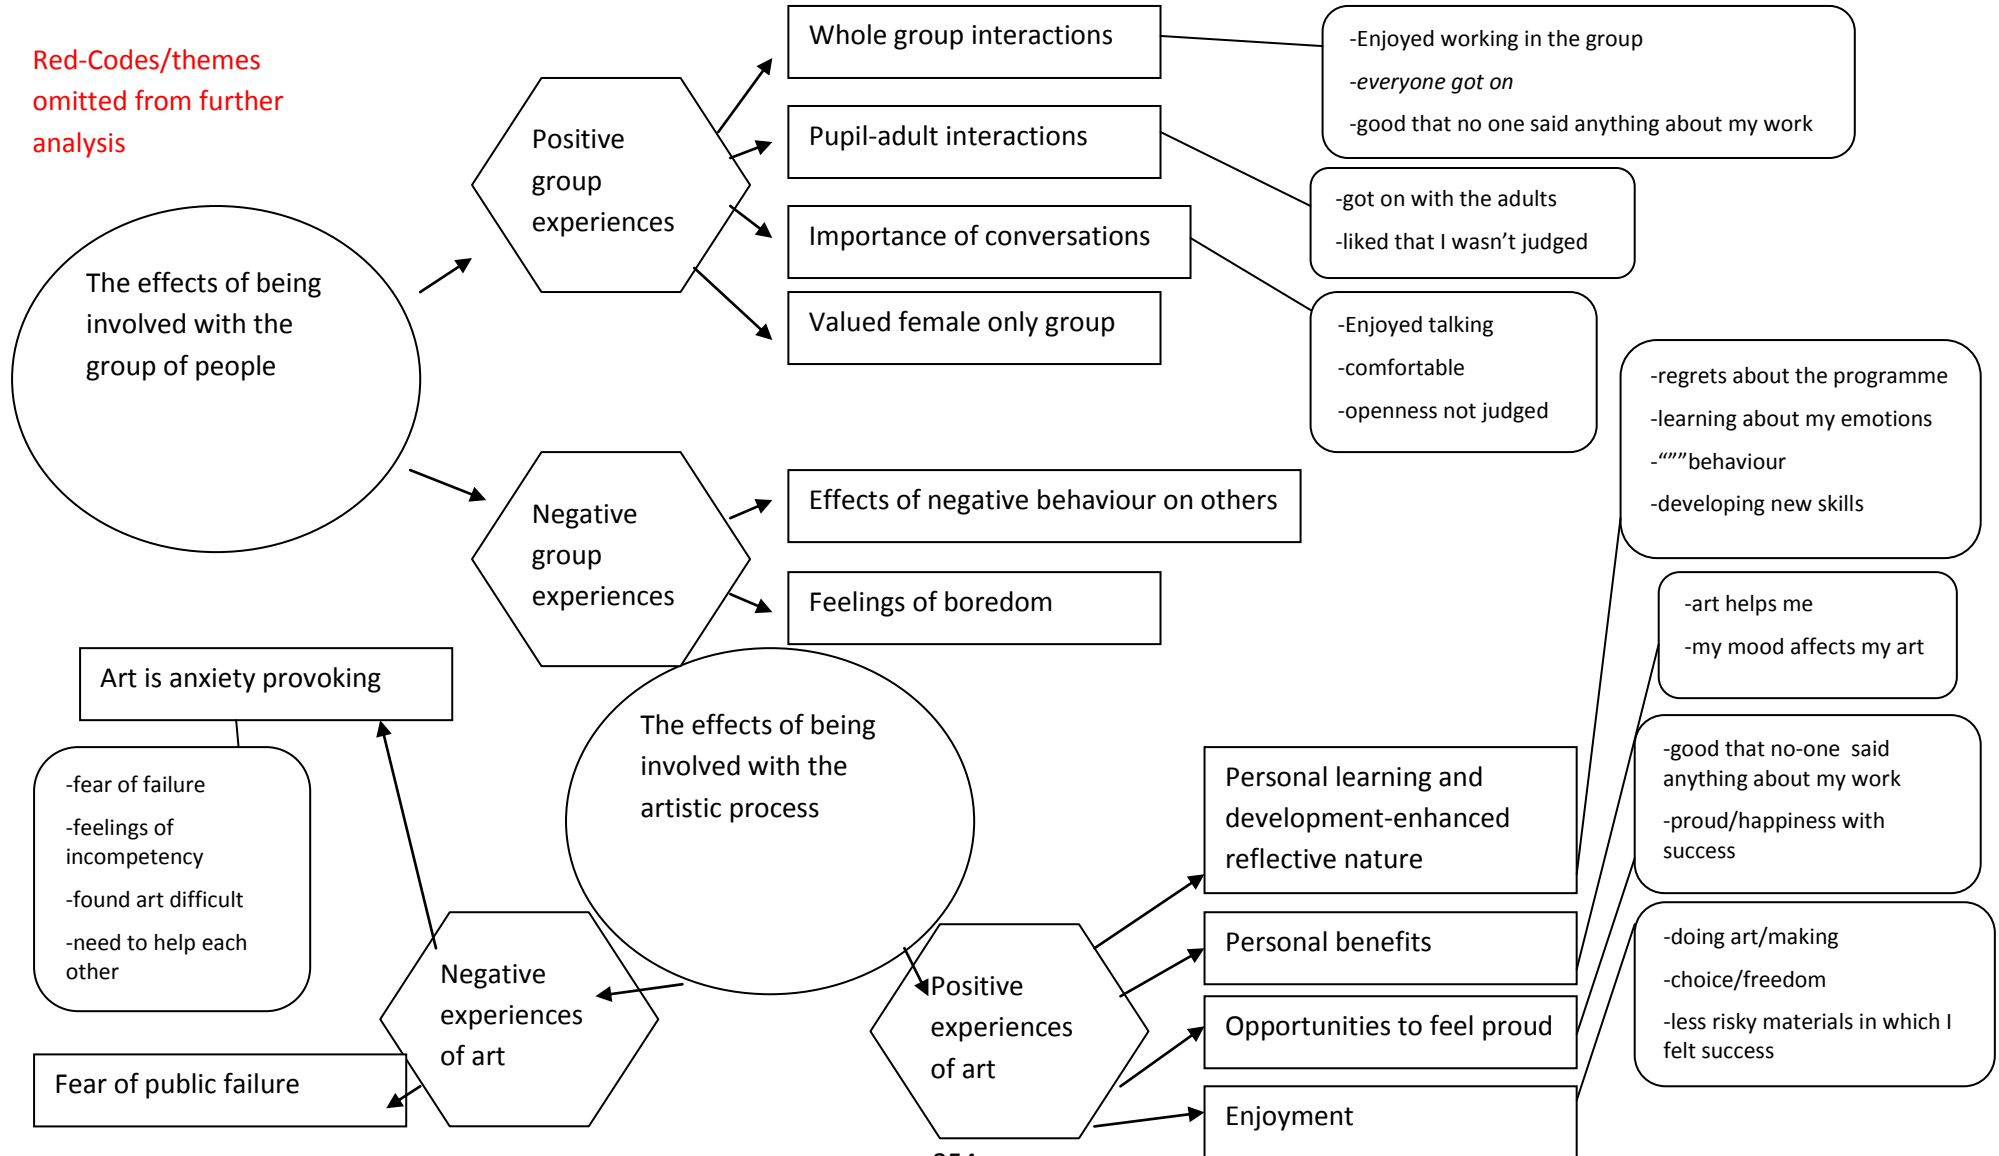 Red-Codes/themes
omitted from further
analysis
The effects of being
involved with the
group of people
Positive
group
experiences
Whole group interactions
-Enjoyed working in the group
-everyone got on
-good that no one said anything about my work
Pupil-adult interactions
-got on with the adults
-liked that I wasn’t judged
Importance of conversations
-Enjoyed talking
-comfortable
-openness not judged
Valued female only group
Negative
group
experiences
Effects of negative behaviour on others
Feelings of boredom
The effects of being
involved with the
artistic process
Art is anxiety provoking
-fear of failure
-feelings of
incompetency
-found art difficult
-need to help each
other
Negative
experiences
of art
Fear of public failure
Positive
experiences
of art
Personal learning and
development-enhanced
reflective nature
-regrets about the programme
-learning about my emotions
-“””behaviour
-developing new skills
Personal benefits
-art helps me
-my mood affects my art
Opportunities to feel proud
-good that no-one  said
anything about my work
-proud/happiness with
success
Enjoyment
-doing art/making
-choice/freedom
-less risky materials in which I
felt success